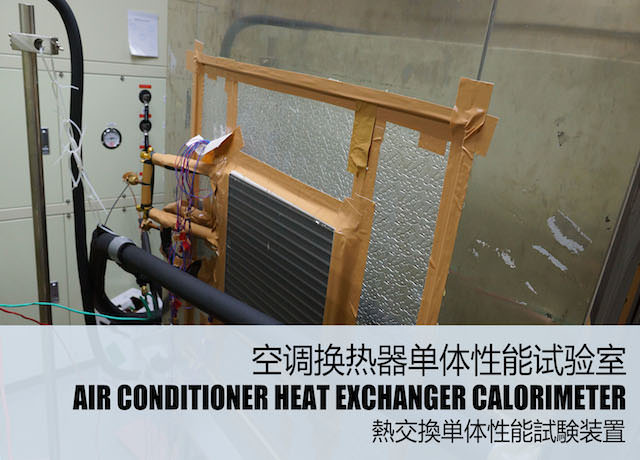 空调换热器单体性能试验室
AIR CONDITIONER HEAT EXCHANGER CALORIMETER
熱交換単体性能試験装置